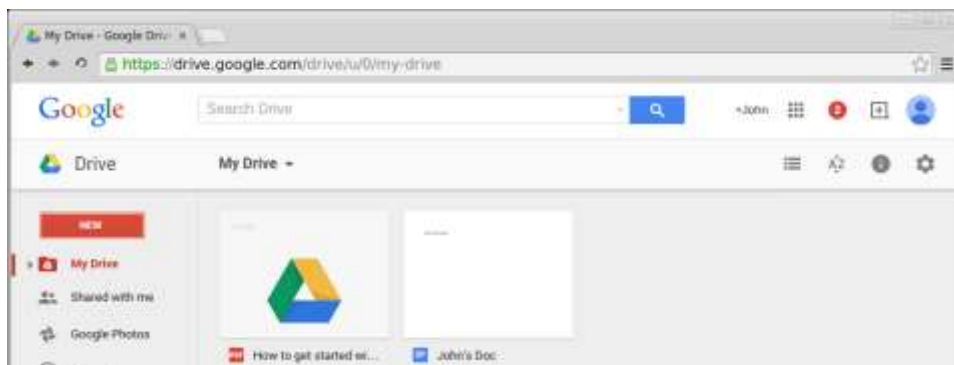 My Drive - Google Driv
https://drive.google.com/drive/u/0/my-drive
Google
Search Drive
+John
2
Drive
My Drive
NEW
My Drive
Shared with me
Google Photos
How to get started wi...
John's Doc